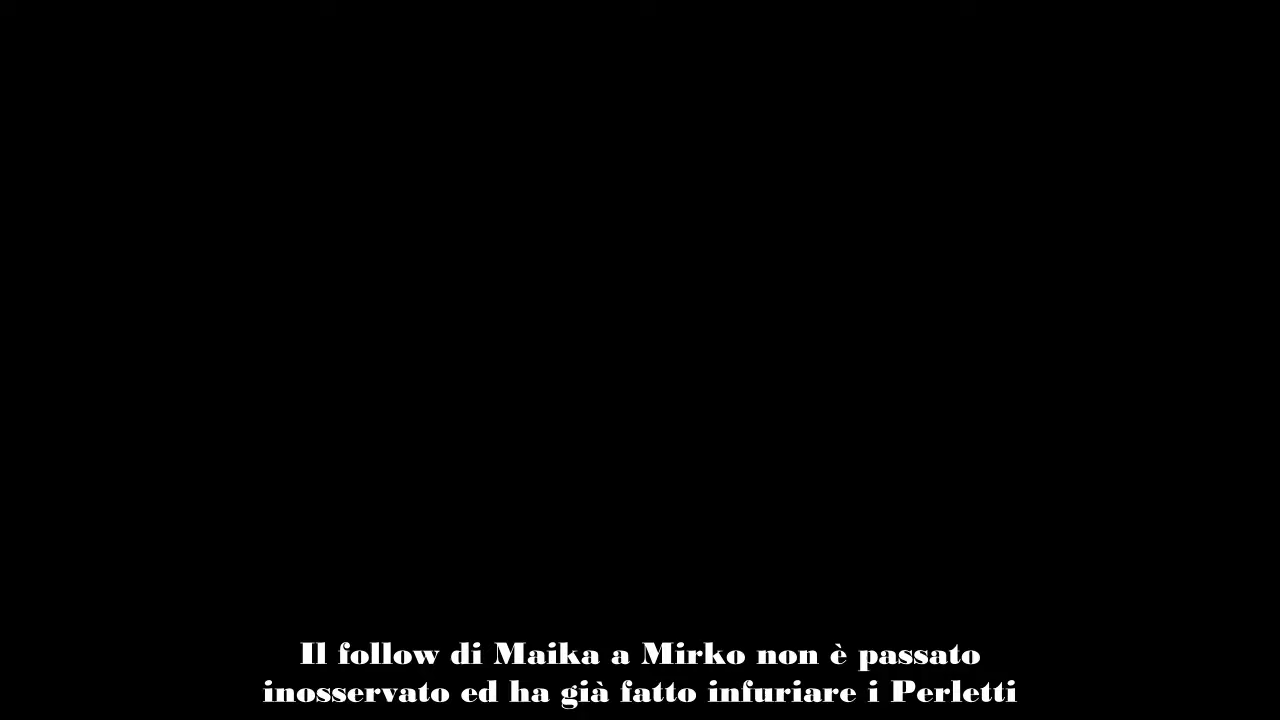 Il follow di Maika a Mirko non è passato
inosservato ed ha già fatto infuriare i Perletti